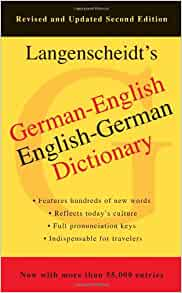 Revised and Updated Second Edition
Langenscheidt's
G
German-English
English-German
Dictionary
• Features hundreds of new words
• Reflects today's culture
• Full pronunciation keys
• Indispensable for travelers
Now with more than 55,000 entries